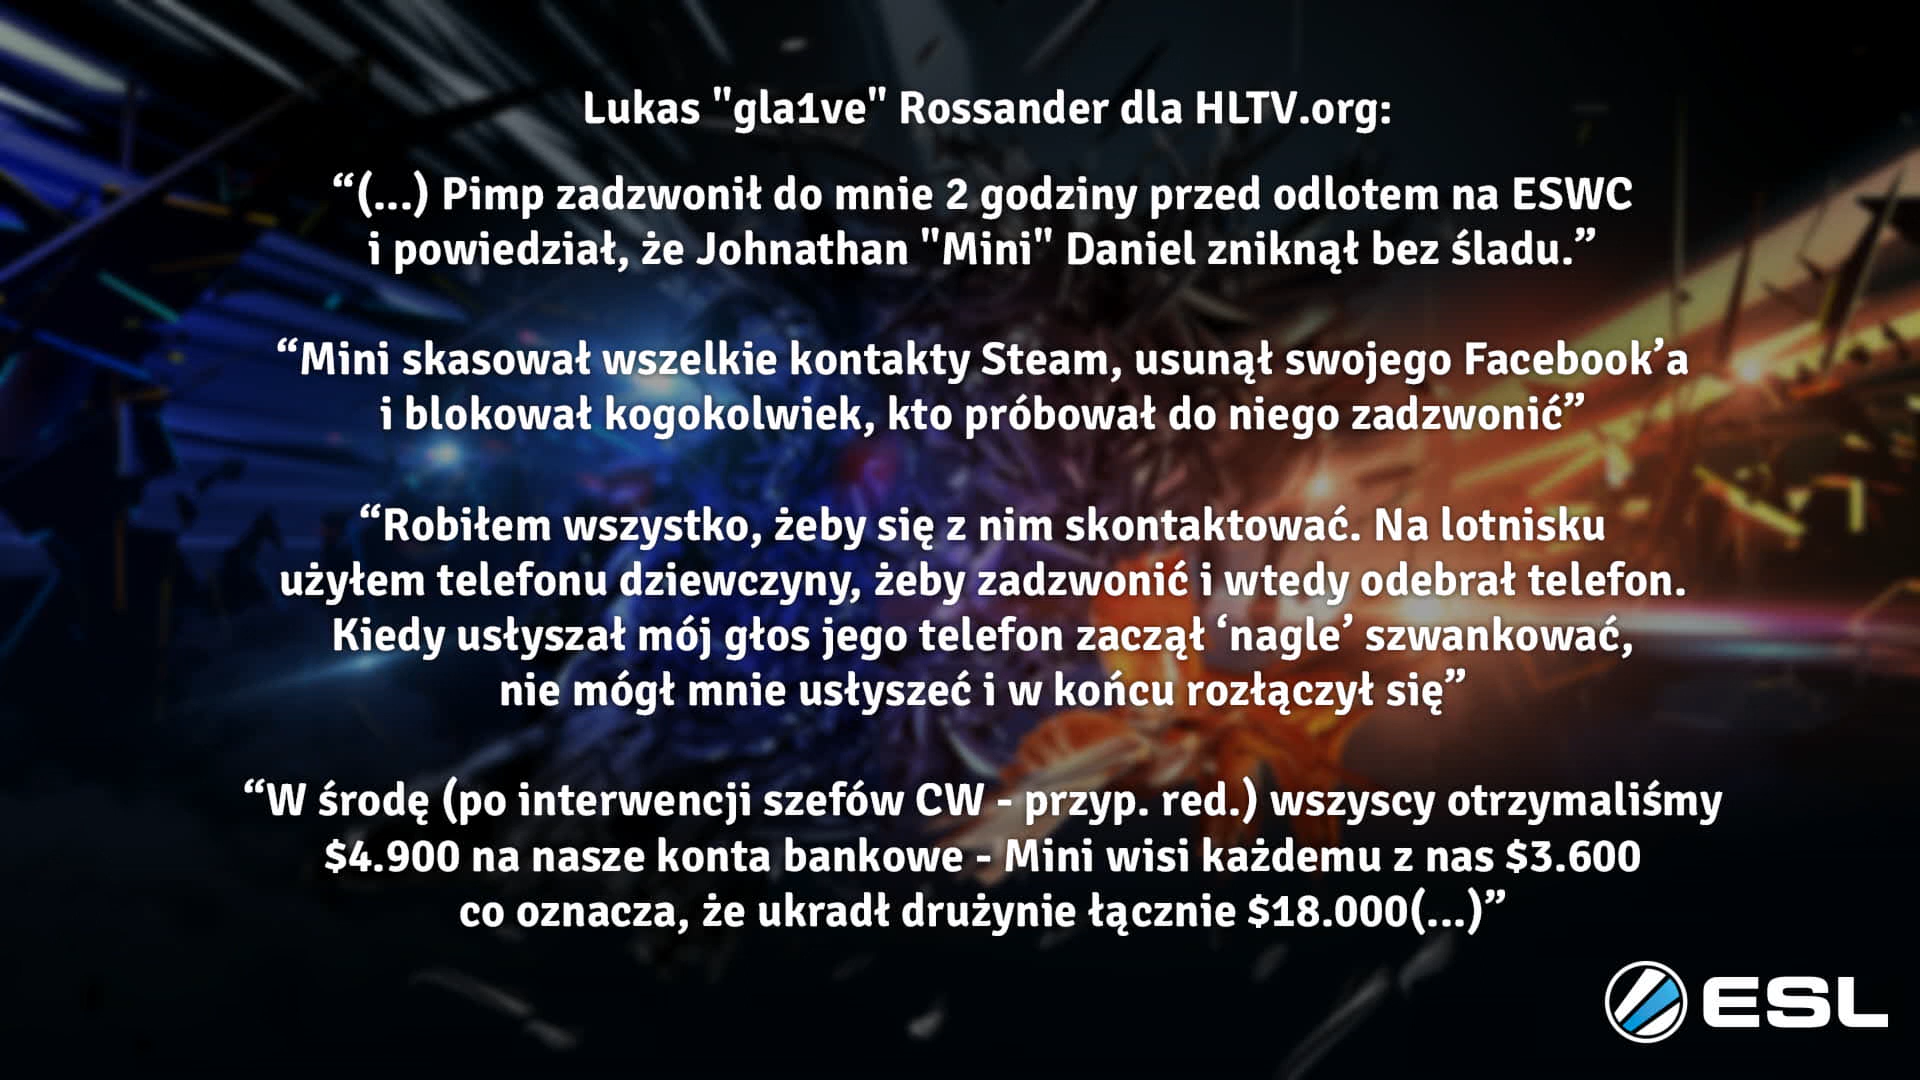 Lukas "gla1ve" Rossander dla HLTV.org:
“(...) Pimp zadzwonił do mnie 2 godziny przed odlotem na ESWC
i powiedział, że Johnathan "Mini" Daniel zniknął bez śladu.”
“Mini skasował wszelkie kontakty Steam, usunął swojego Facebook’a
i blokował kogokolwiek, kto próbował do niego zadzwonić”
“Robiłem wszystko, żeby się z nim skontaktować. Na lotnisku
użyłem telefonu dziewczyny, żeby zadzwonić i wtedy odebrał telefon.
Kiedy usłyszał mój głos jego telefon zaczął ‘nagle’ szwankować,
nie mógł mnie usłyszeć i w końcu rozłączył się”
“W środę (po interwencji szefów CW - przyp. red.) wszyscy otrzymaliśmy
$4.900 na nasze konta bankowe - Mini wisi każdemu z nas $3.600
co oznacza, że ukradł drużynie łącznie $18.000(...)”
ESL